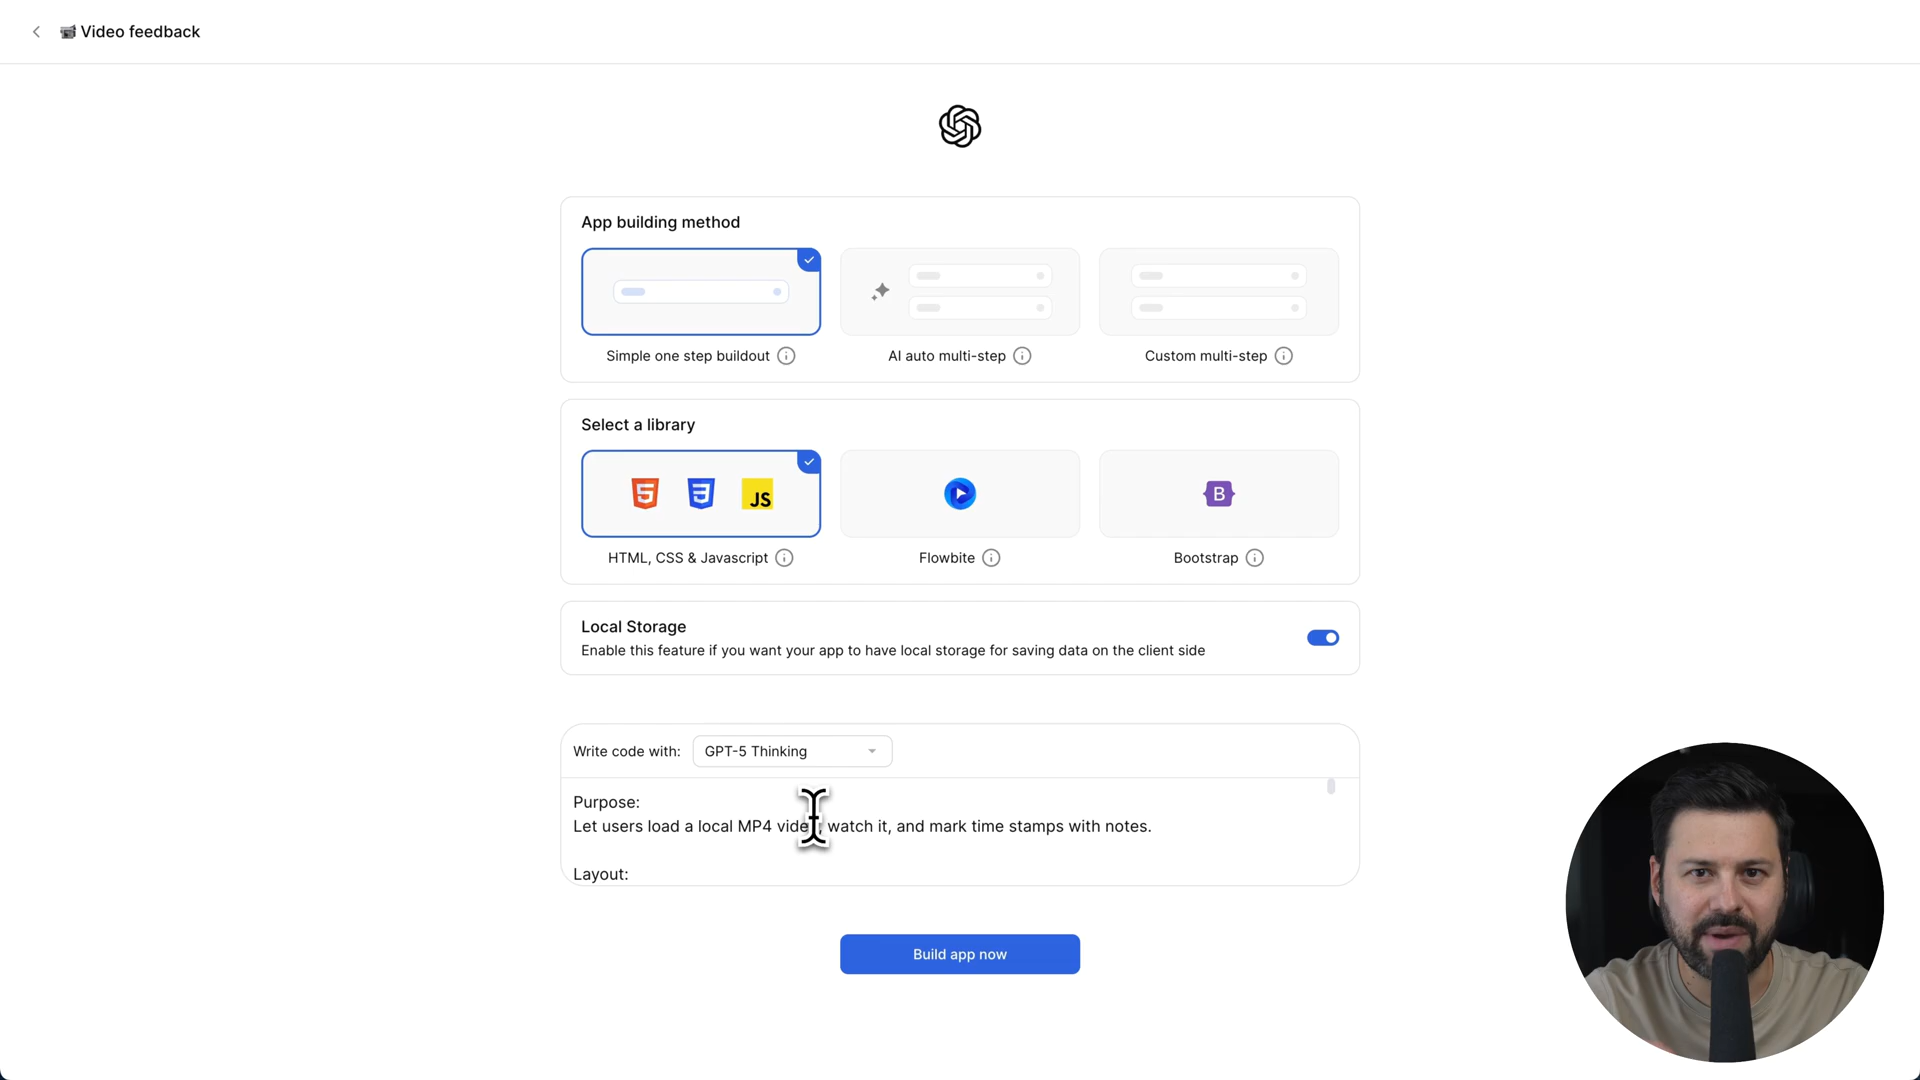 Video feedback
App building method
Simple one step buildout
AI auto multi-step
Custom multi-step
Select a library
JS
B
HTML, CSS & Javascript
Flowbite
Bootstrap
Local Storage
Enable this feature if you want your app to have local storage for saving data on the client side
Write code with: GPT-5 Thinking
Purpose:
Let users load a local MP4 video, watch it, and mark time stamps with notes.
Layout:
Build app now